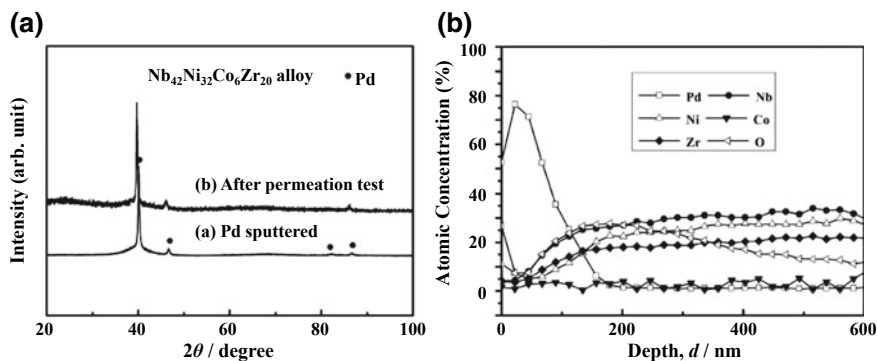 (a)
Nb42Ni32Co6Zr20 alloy
• Pd
(b) After permeation test
(a) Pd sputtered
Intensity (arb. unit)
20 40 60 80 100
2θ / degree
(b)
100
80
60
40
20
0
Atomic Concentration (%)
Pd Nb
Ni Co
Zr O
0 200 400 600
Depth, d / nm